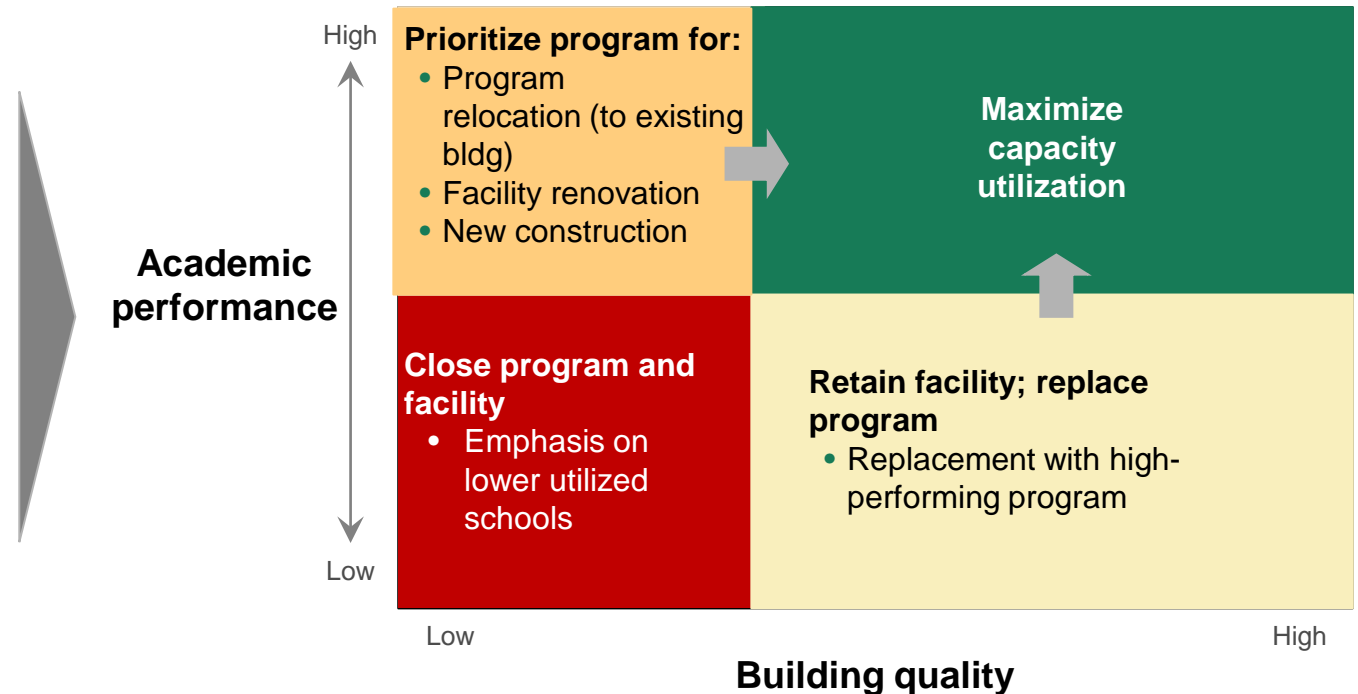 High
Prioritize program for:
• Program
relocation (to existing
bldg)
• Facility renovation
• New construction
Maximize
capacity
utilization
Academic
performance
Close program and
facility
• Emphasis on
lower utilized
schools
Retain facility; replace
program
• Replacement with high-
performing program
Low
Low
High
Building quality